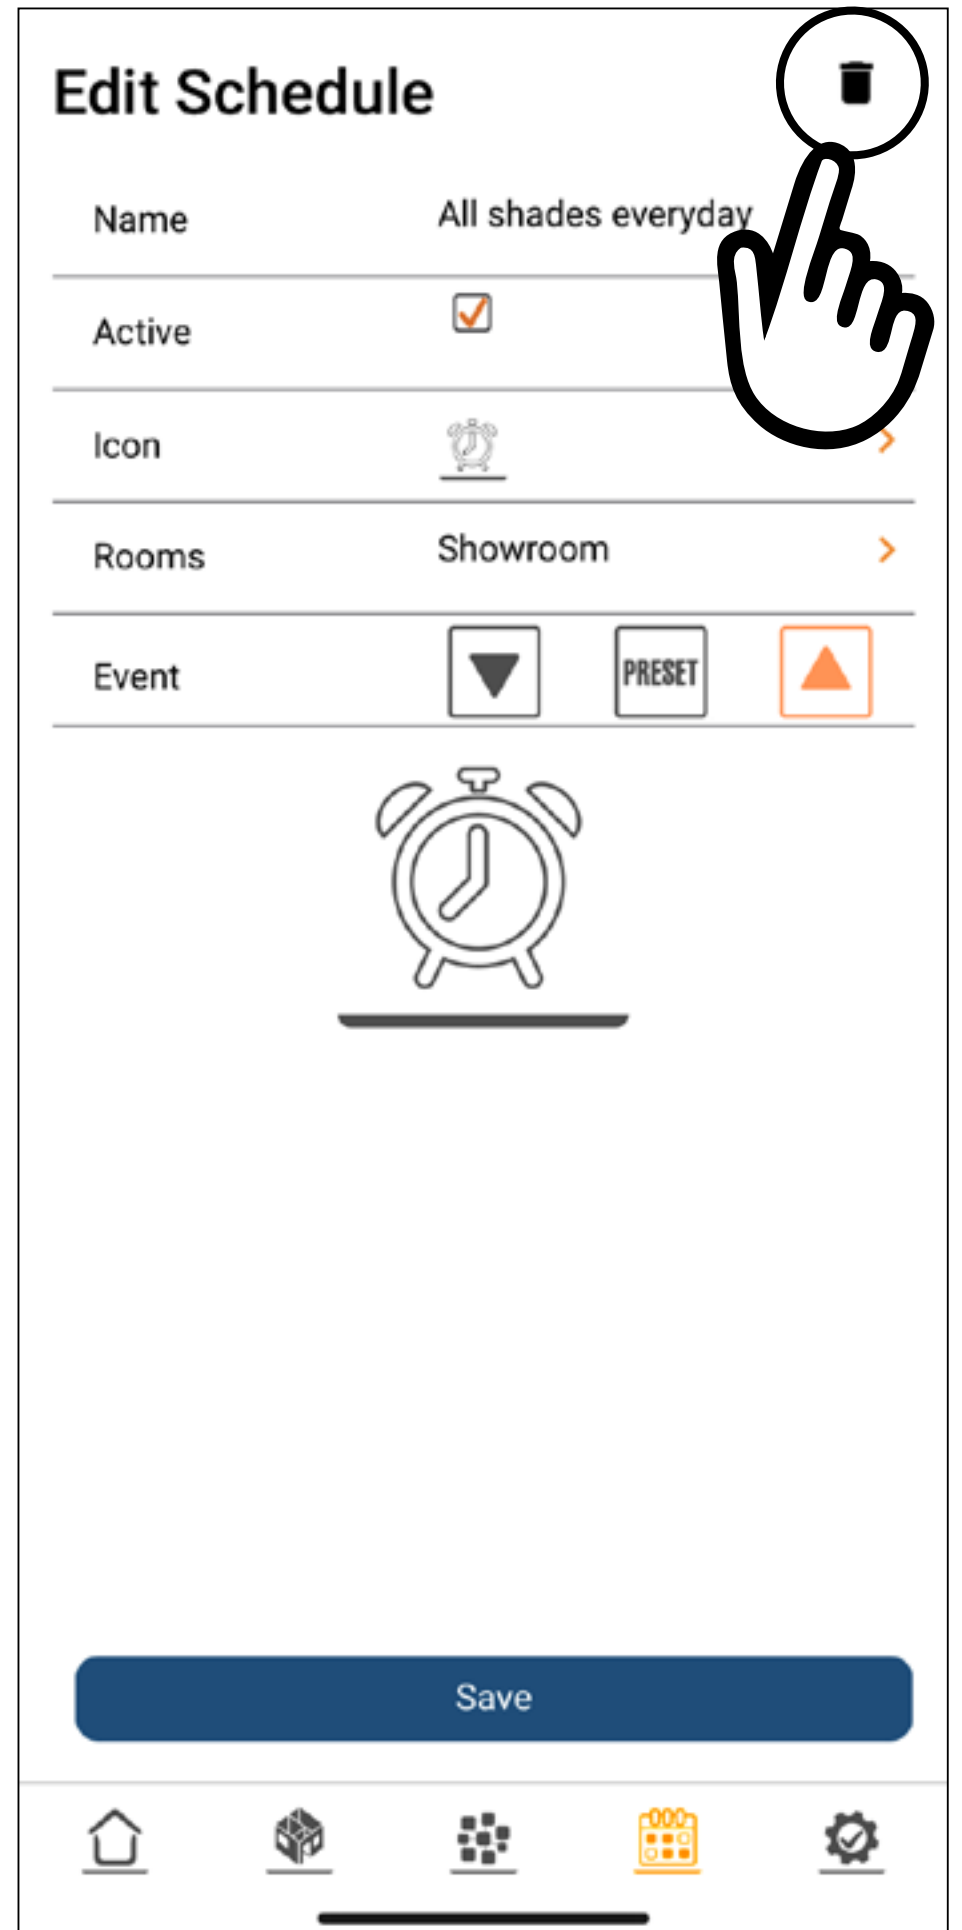 Edit Schedule
Name All shades everyday
Active
Icon
Rooms Showroom
Event PRESET
Save